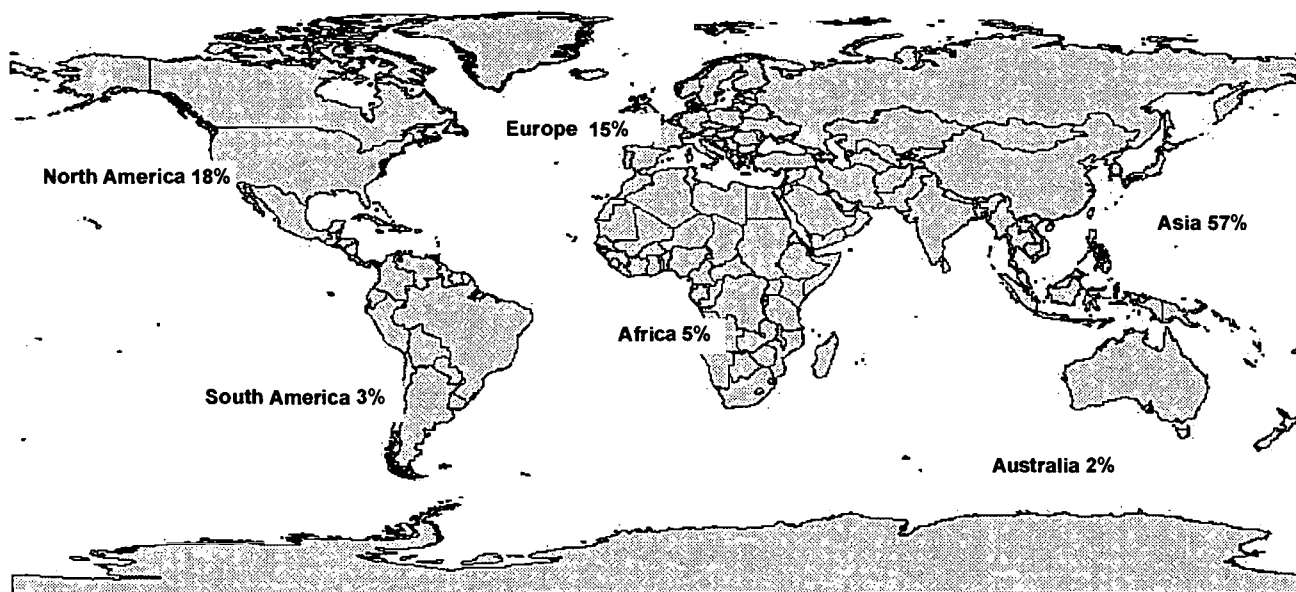 Europe 15%
North America 18%
Asia 57%
Africa 5%
South America 3%
Australia 2%